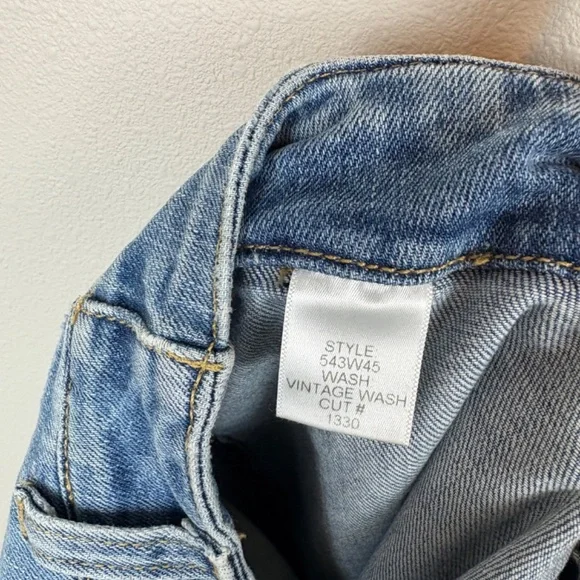 STYLE
543W45
WASH
VINTAGE WASH
CUT #
1330